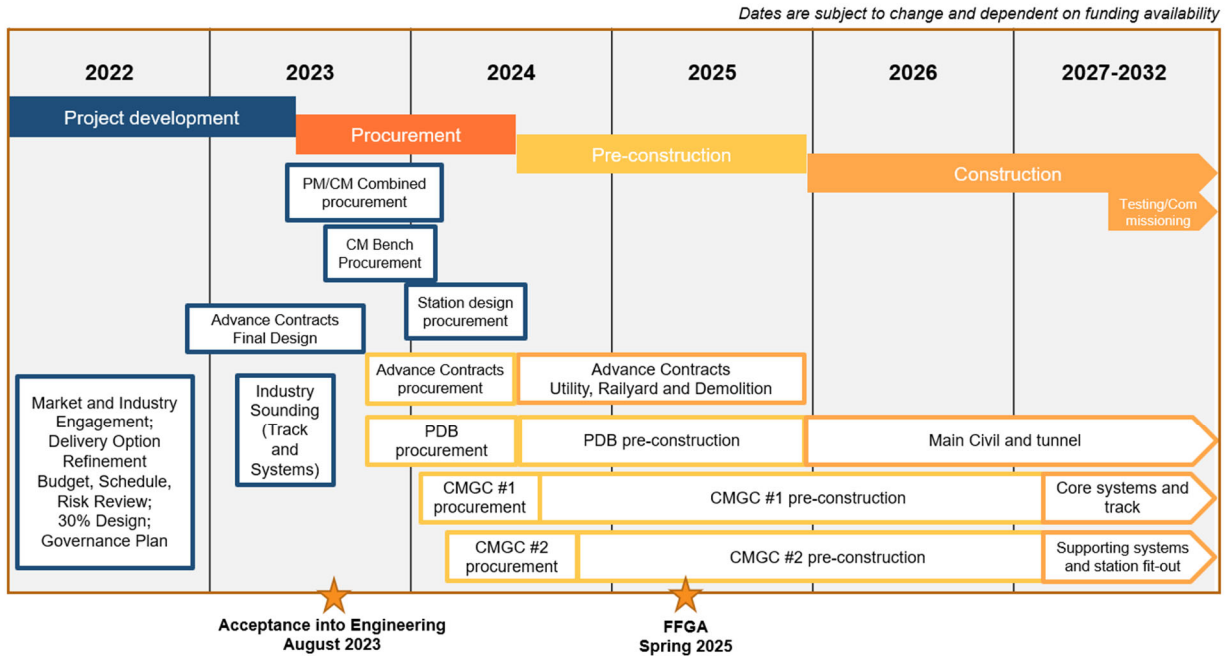 Dates are subject to change and dependent on funding availability
2022
2023
2024
2025
2026
2027-2032
Project development
Procurement
Pre-construction
Construction
Testing/Com
missioning
PM/CM Combined
procurement
CM Bench
Procurement
Station design
procurement
Advance Contracts
Final Design
Advance Contracts
procurement
Advance Contracts
Utility, Railyard and Demolition
Market and Industry
Engagement;
Delivery Option
Refinement
Budget, Schedule,
Risk Review;
30% Design;
Governance Plan
Industry
Sounding
(Track
and
Systems)
PDB
procurement
PDB pre-construction
Main Civil and tunnel
CMGC #1
procurement
CMGC #1 pre-construction
Core systems and
track
CMGC #2
procurement
CMGC #2 pre-construction
Supporting systems
and station fit-out
Acceptance into Engineering
August 2023
FFGA
Spring 2025